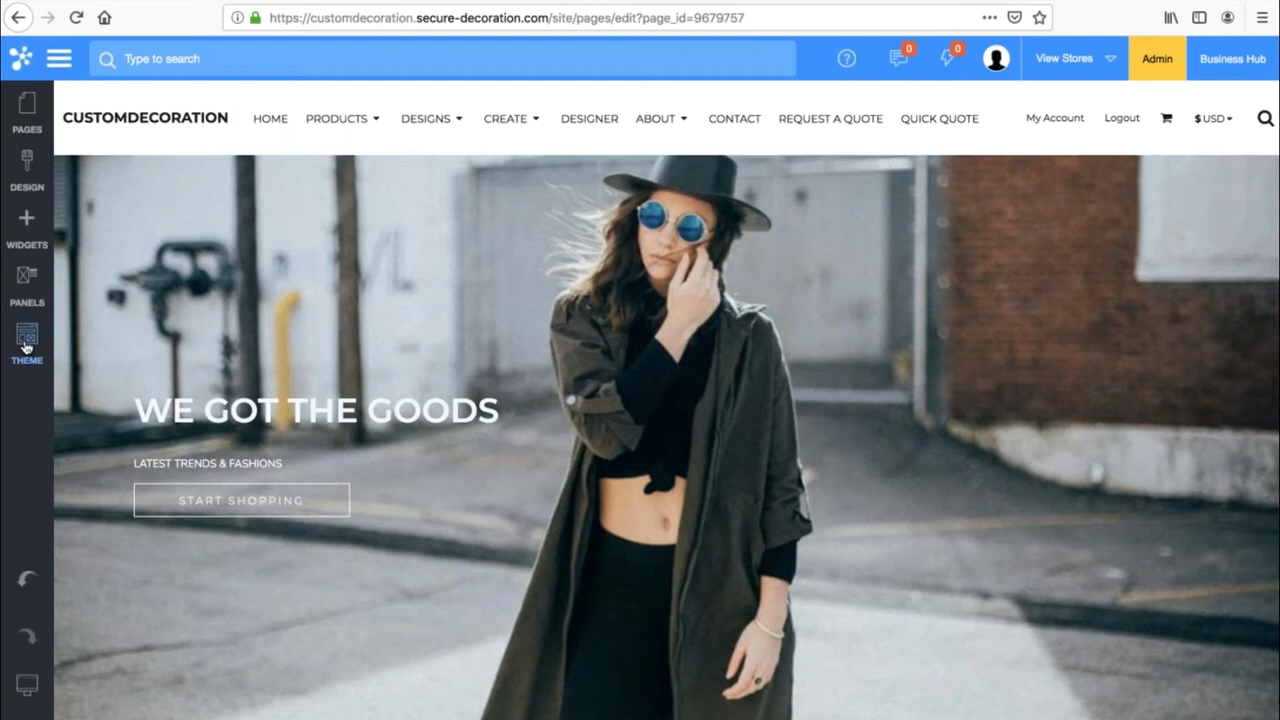 https://customdecoration.secure-decoration.com/site/pages/edit?page_id=9679757
Type to search
0
0
View Stores
Admin
Business Hub
PAGES
DESIGN
WIDGETS
PANELS
THEME
CUSTOMDECORATION
HOME
PRODUCTS
DESIGNS
CREATE
DESIGNER
ABOUT
CONTACT
REQUEST A QUOTE
QUICK QUOTE
My Account
Logout
$ USD
WE GOT THE GOODS
LATEST TRENDS & FASHIONS
START SHOPPING